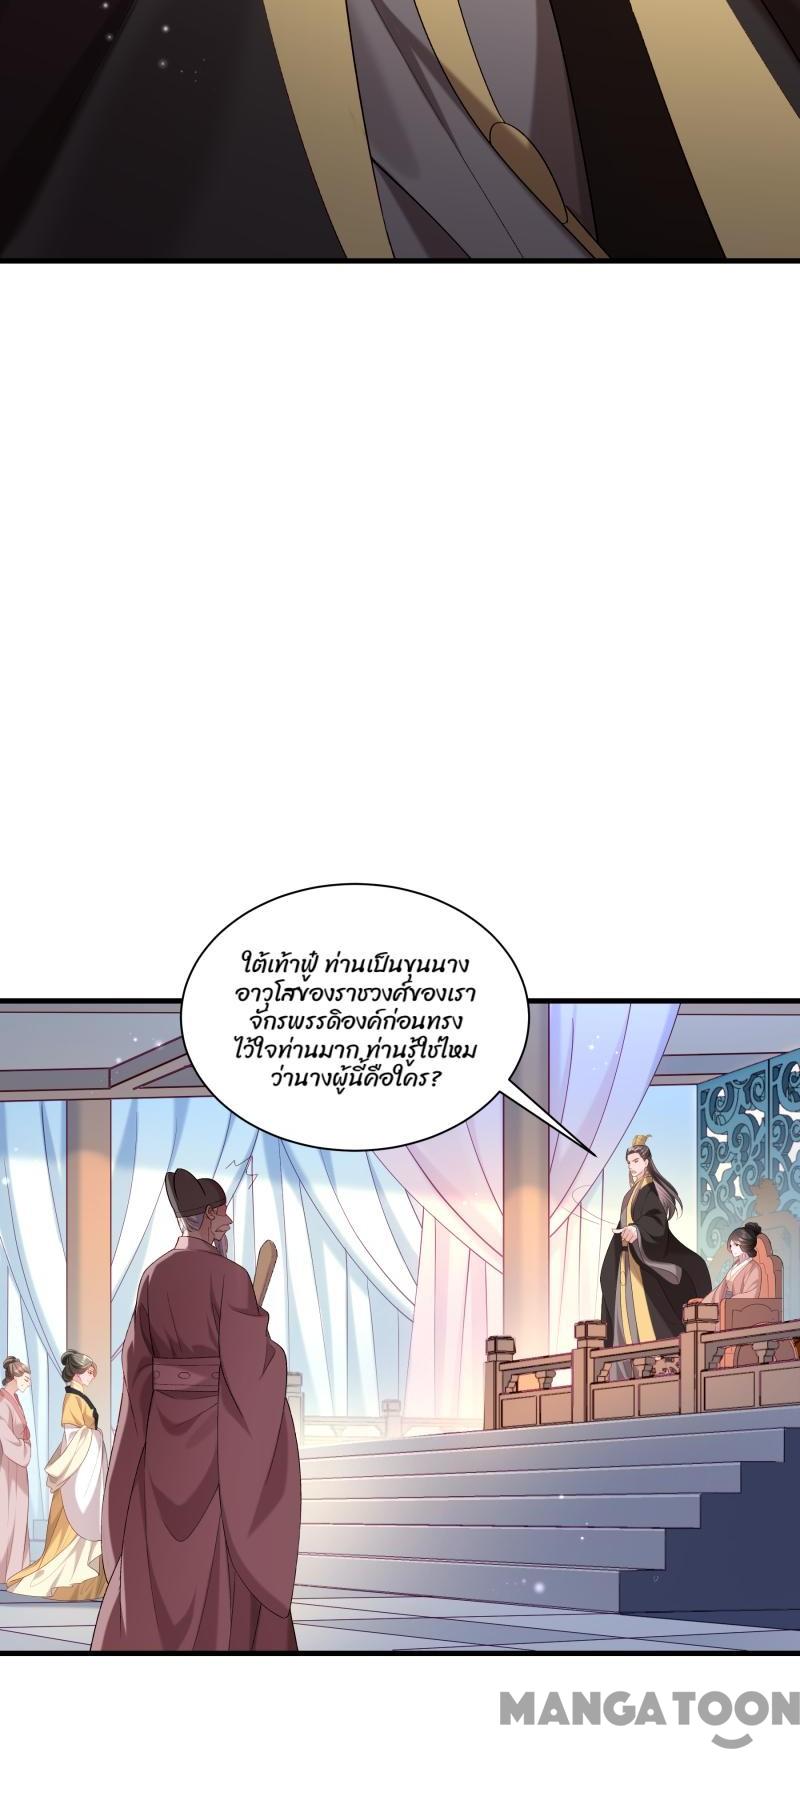 ใต้เท้าฟู่ ท่านเป็นขุนนาง
อาวุโสของราชวงศ์ของเรา
จักรพรรดิองค์ก่อนทรง
ไว้ใจท่านมาก ท่านรู้ใช่ไหม
ว่านางผู้นี้คือใคร?
MANGATOON